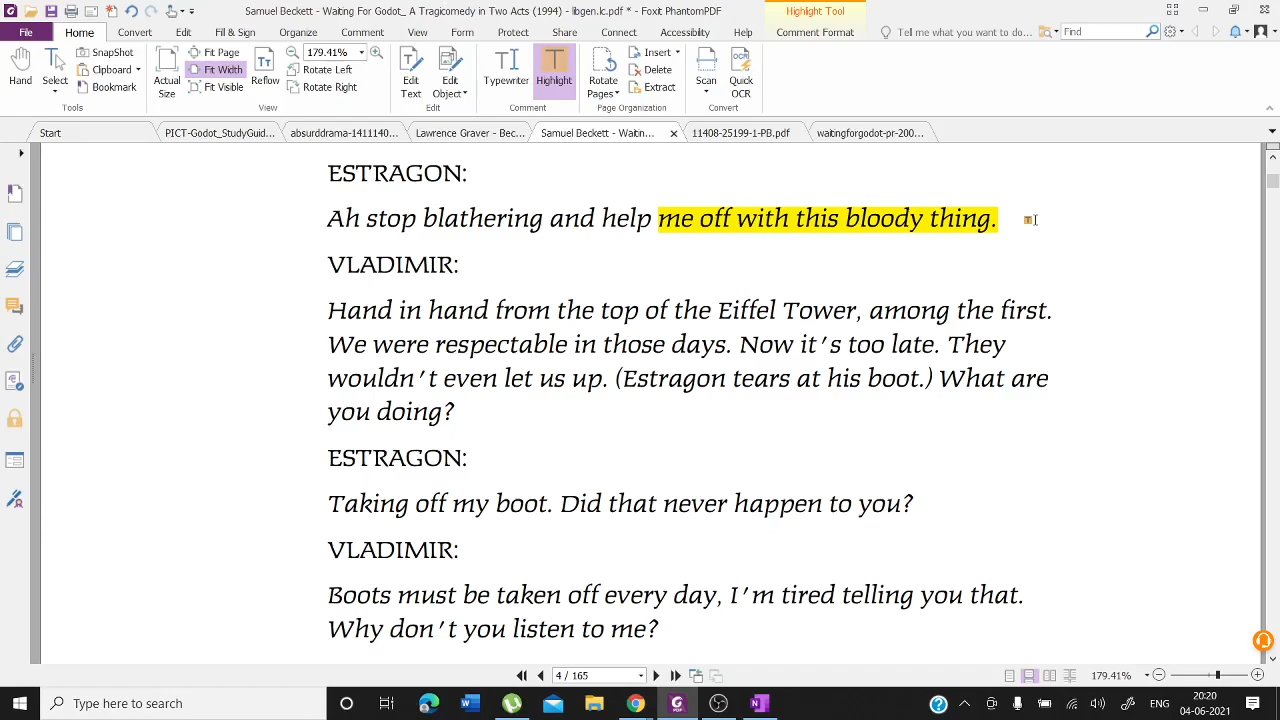 Samuel Beckett - Waiting For Godot_ A Tragicomedy in Two Acts (1994) - libgen.lc.pdf * - Foxit PhantomPDF
Highlight Tool
File Home Convert Edit Fill & Sign Organize Comment View Form Protect Share Connect Accessibility Help Comment Format Tell me what you want to do... Find
Hand
Select
SnapShot
Clipboard
Bookmark
Tools
Actual Size
Fit Page
Fit Width
Fit Visible
Reflow
179.41%
Rotate Left
Rotate Right
View
Edit Text
Edit Object
Edit
Typewriter
Highlight
Comment
Rotate Pages
Insert
Delete
Extract
Page Organization
Scan
Quick OCR
Convert
Start PICT-Godot_StudyGuid... absurddrama-1411140... Lawrence Graver - Bec... Samuel Beckett - Waitin... 11408-25199-1-PB.pdf waitingforgodot-pr-200...
ESTRAGON:
Ah stop blathering and help me off with this bloody thing.
VLADIMIR:
Hand in hand from the top of the Eiffel Tower, among the first.
We were respectable in those days. Now it's too late. They
wouldn't even let us up. (Estragon tears at his boot.) What are
you doing?
ESTRAGON:
Taking off my boot. Did that never happen to you?
VLADIMIR:
Boots must be taken off every day, I'm tired telling you that.
Why don't you listen to me?
4 / 165
179.41%
Type here to search
ENG
20:20
04-06-2021